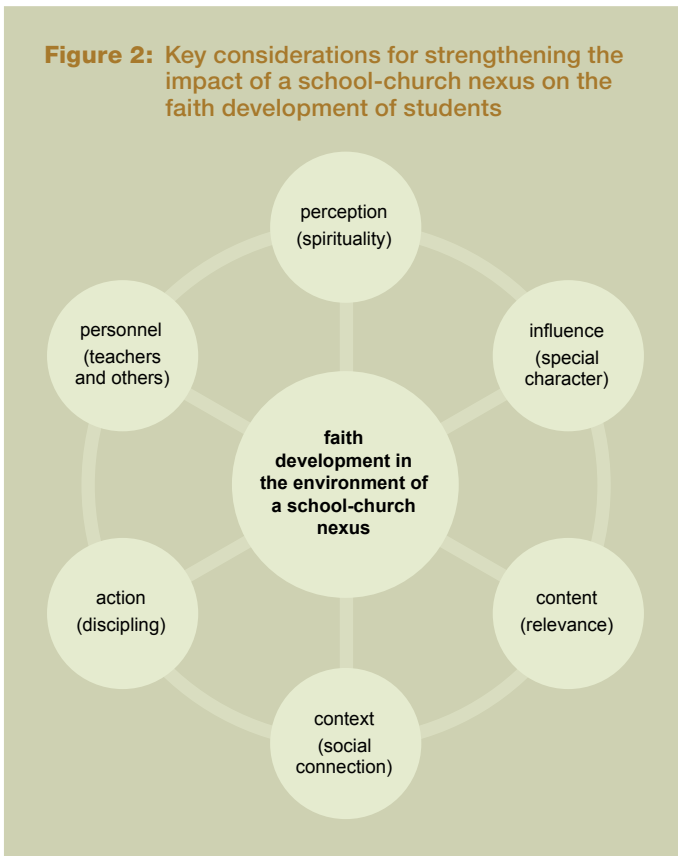 Figure 2: Key considerations for strengthening the
impact of a school-church nexus on the
faith development of students
perception
(spirituality)
influence
(special
character)
content
(relevance)
context
(social
connection)
action
(discipling)
personnel
(teachers
and others)
faith
development in
the environment of
a school-church
nexus